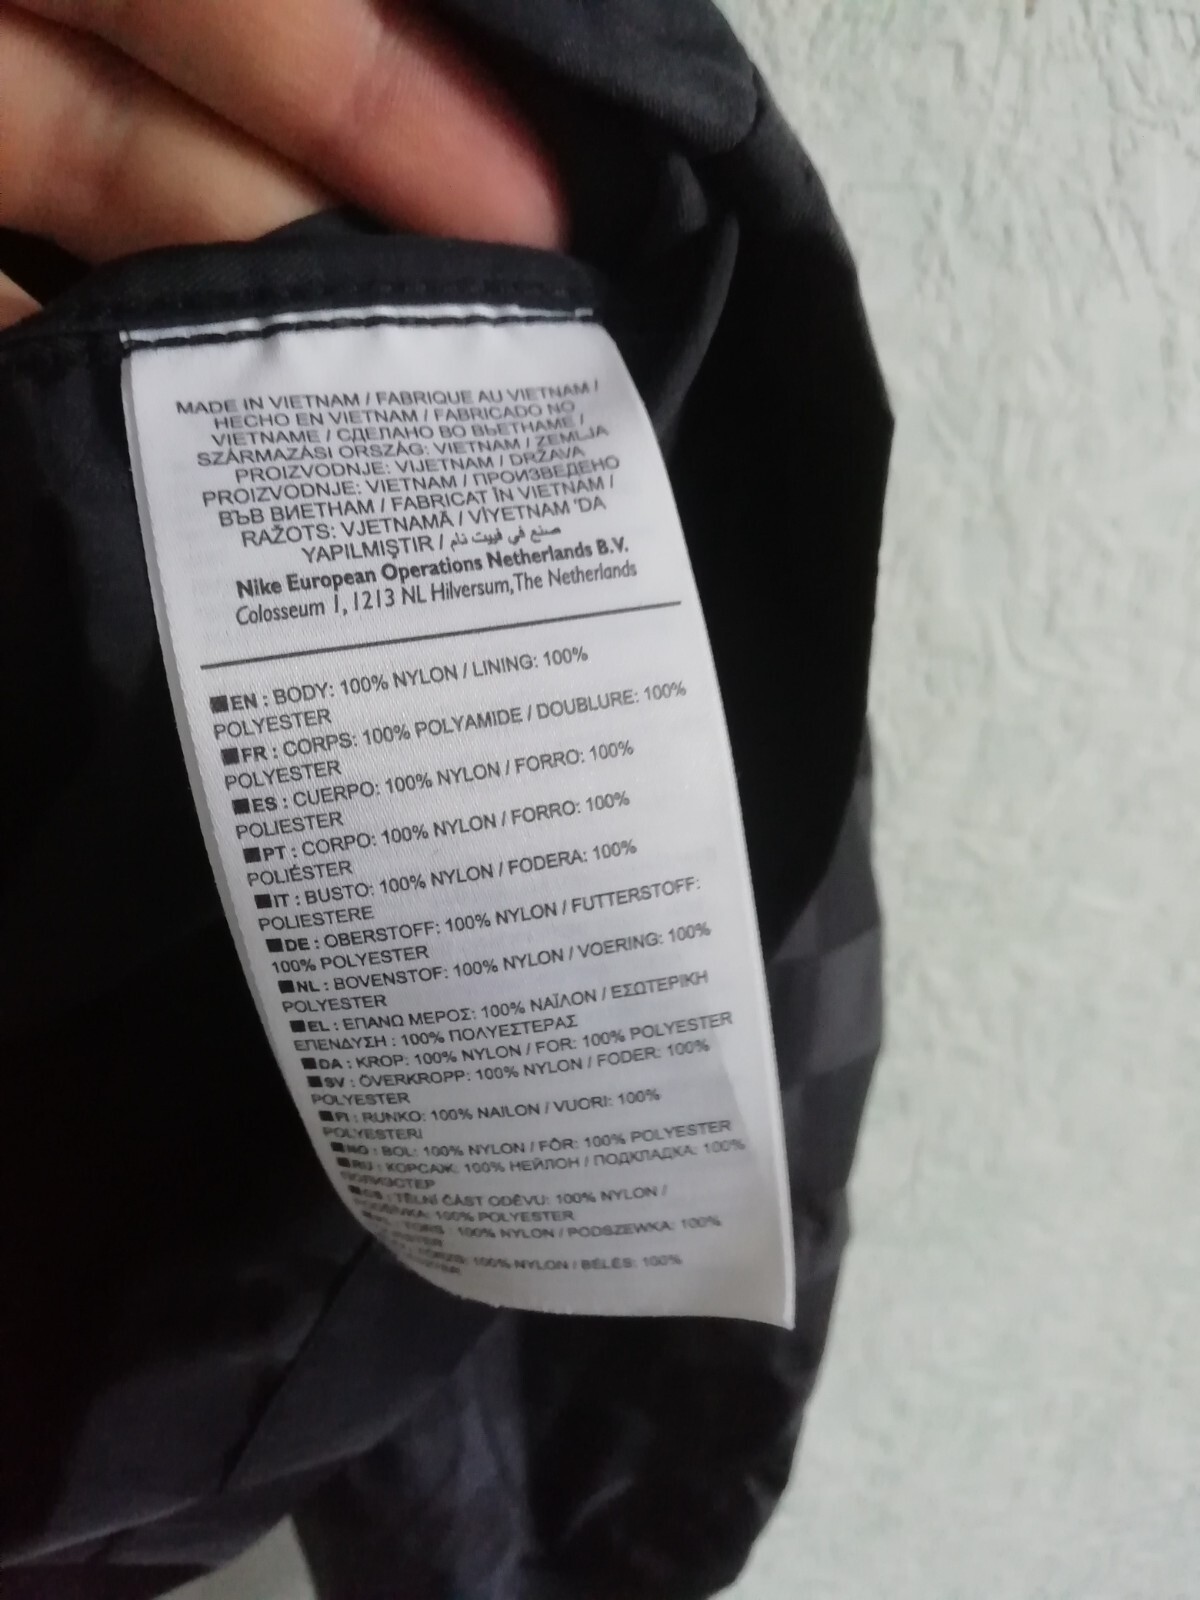 MADE IN VIETNAM / FABRIQUE AU VIETNAM /
HECHO EN VIETNAM / FABRICADO NO
VIETNAME / СДЕЛАНО ВО ВЬЕТНАМЕ /
SZÁRMAZÁSI ORSZÁG: VIETNAM / ZEMLJA
PROIZVODNJE: VIJETNAM / DRŽAVA
PROIZVODNJE: VIETNAM / ПРОИЗВЕДЕНО
ВЪВ ВИЕТНАМ / FABRICAT ÎN VIETNAM /
RAŽOTS: VJETNAMĀ / VİYETNAM 'DA
YAPILMIŞTIR / صنع في فييت نام
Nike European Operations Netherlands B.V.
Colosseum 1, 1213 NL Hilversum, The Netherlands
■EN : BODY: 100% NYLON / LINING: 100%
POLYESTER
■FR : CORPS: 100% POLYAMIDE / DOUBLURE: 100%
POLYESTER
■ES : CUERPO: 100% NYLON / FORRO: 100%
POLIESTER
■PT : CORPO: 100% NYLON / FORRO: 100%
POLIÉSTER
■IT : BUSTO: 100% NYLON / FODERA: 100%
POLIESTERE
■DE : OBERSTOFF: 100% NYLON / FUTTERSTOFF:
100% POLYESTER
■NL : BOVENSTOF: 100% NYLON / VOERING: 100%
POLYESTER
■EL : ΕΠΑΝΩ ΜΕΡΟΣ: 100% ΝΑΪΛΟΝ / ΕΣΩΤΕΡΙΚΗ
ΕΠΕΝΔΥΣΗ : 100% ΠΟΛΥΕΣΤΕΡΑΣ
■DA : KROP: 100% NYLON / FOR: 100% POLYESTER
■SV : ÖVERKROPP: 100% NYLON / FODER: 100%
POLYESTER
■FI : RUNKO: 100% NAILON / VUORI: 100%
POLYESTERI
■NO : BOL: 100% NYLON / FÔR: 100% POLYESTER
■RU : КОРСАЖ: 100% НЕЙЛОН / ПОДКЛАДКА: 100%
ПОЛИЭСТЕР
TĚLNÍ ČÁST ODĚVU: 100% NYLON /
PODŠÍVKA: 100% POLYESTER
100% NYLON / PODSZEWKA: 100%
100% NYLON / BÉLÉS: 100%